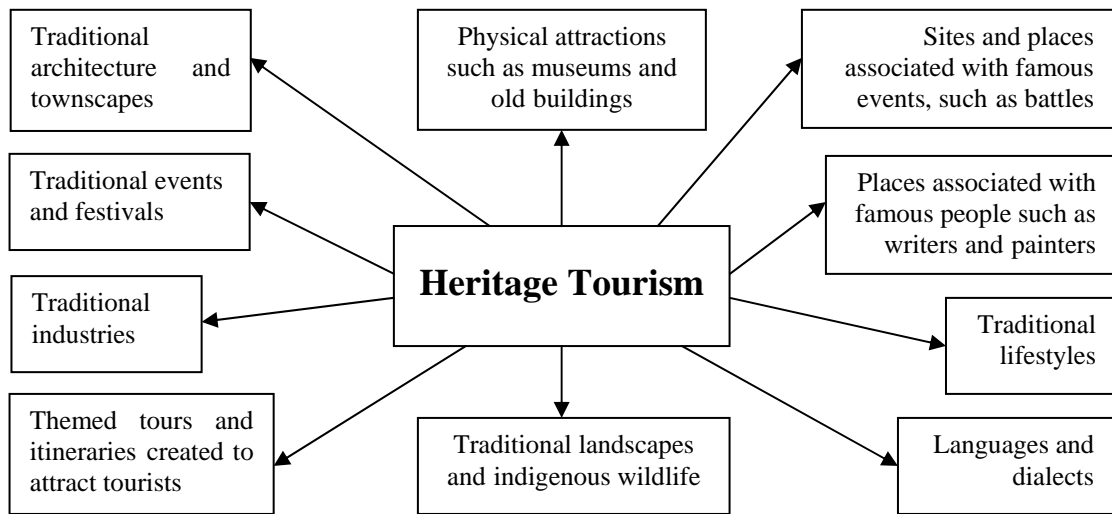 Traditional
architecture and
townscapes
Physical attractions
such as museums and
old buildings
Sites and places
associated with famous
events, such as battles
Traditional events
and festivals
Places associated with
famous people such as
writers and painters
Heritage Tourism
Traditional
industries
Traditional
lifestyles
Themed tours and
itineraries created to
attract tourists
Traditional landscapes
and indigenous wildlife
Languages and
dialects